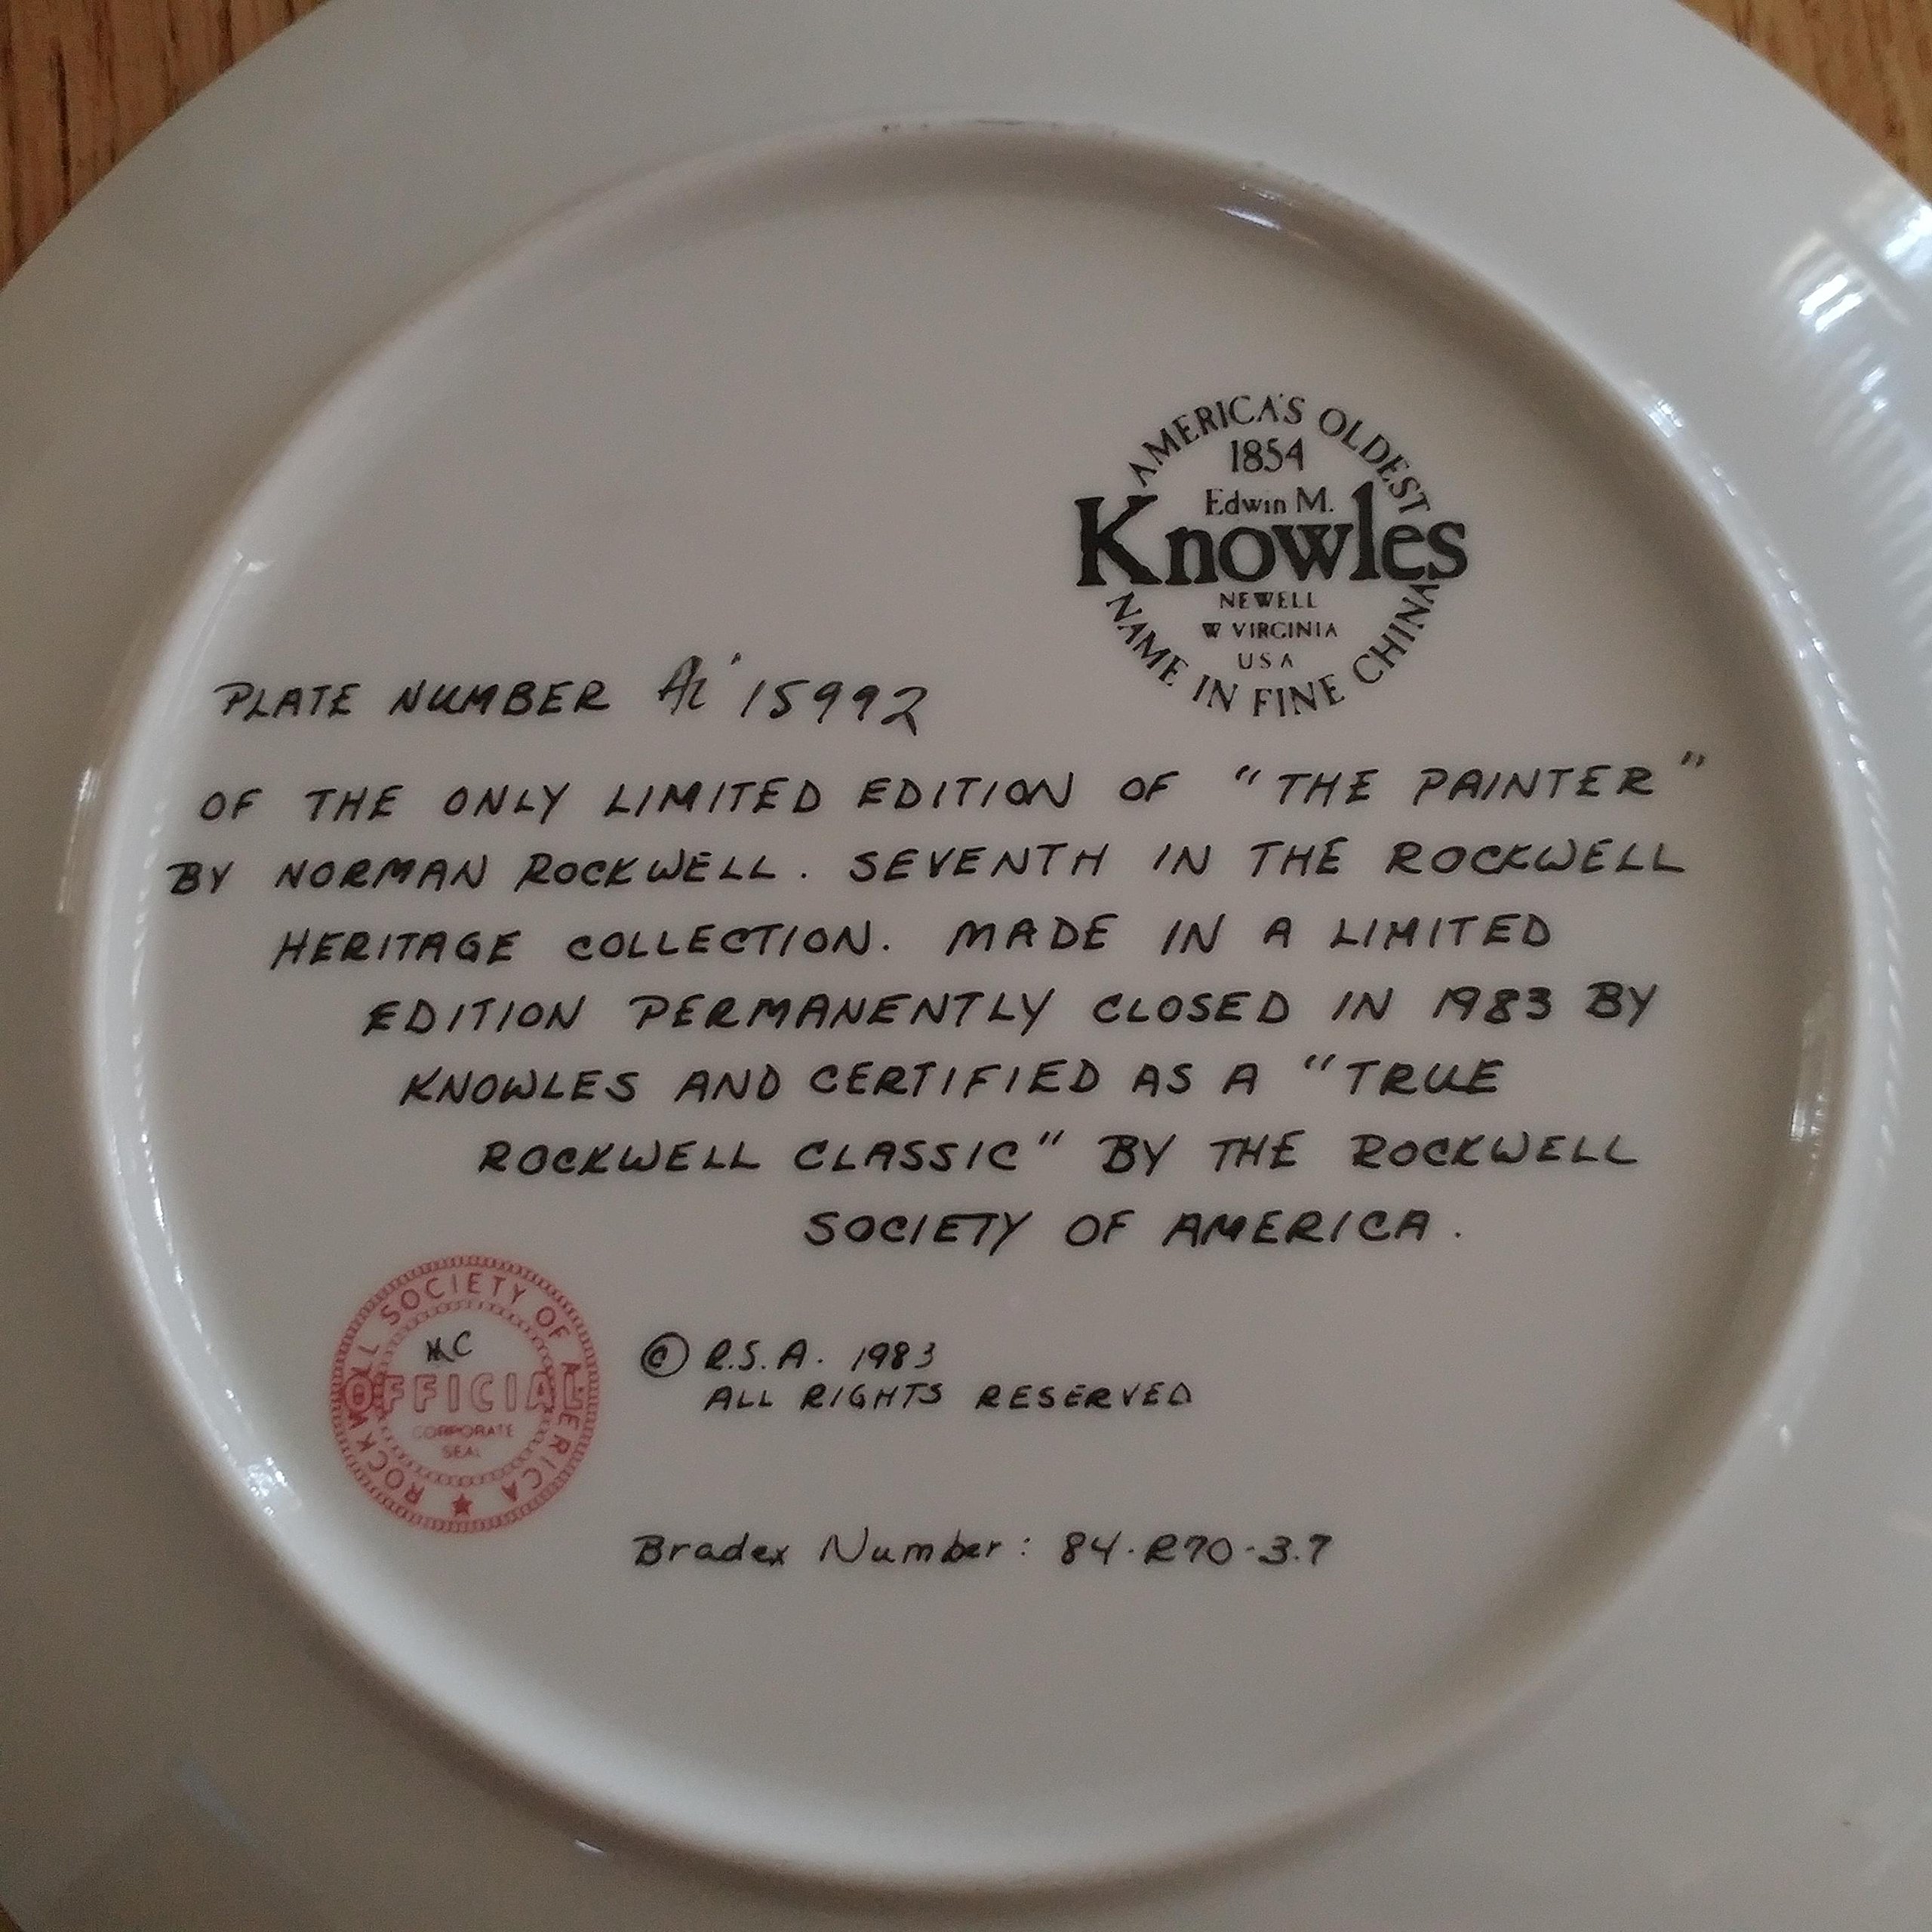 AMERICA'S OLDEST
1854
Edwin M.
Knowles
NEWELL
W VIRGINIA
USA
NAME IN FINE CHINA
PLATE NUMBER 15992
OF THE ONLY LIMITED EDITION OF "THE PAINTER"
BY NORMAN ROCKWELL. SEVENTH IN THE ROCKWELL
HERITAGE COLLECTION. MADE IN A LIMITED
EDITION PERMANENTLY CLOSED IN 1983 BY
KNOWLES AND CERTIFIED AS A "TRUE
ROCKWELL CLASSIC" BY THE ROCKWELL
SOCIETY OF AMERICA.
ROCKWELL SOCIETY OF AMERICA
OFFICIAL
CORPORATE
SEAL
© R.S.A. 1983
ALL RIGHTS RESERVED
Bradex Number: 84-R70-3.7